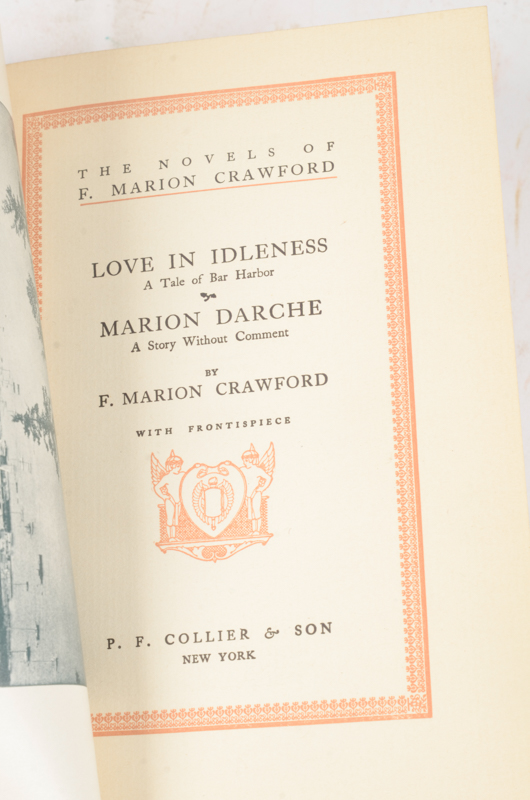 THE NOVELS OF
F. MARION CRAWFORD
LOVE IN IDLENESS
A Tale of Bar Harbor
MARION DARCHE
A Story Without Comment
BY
F. MARION CRAWFORD
WITH FRONTISPIECE
P. F. COLLIER & SON
NEW YORK